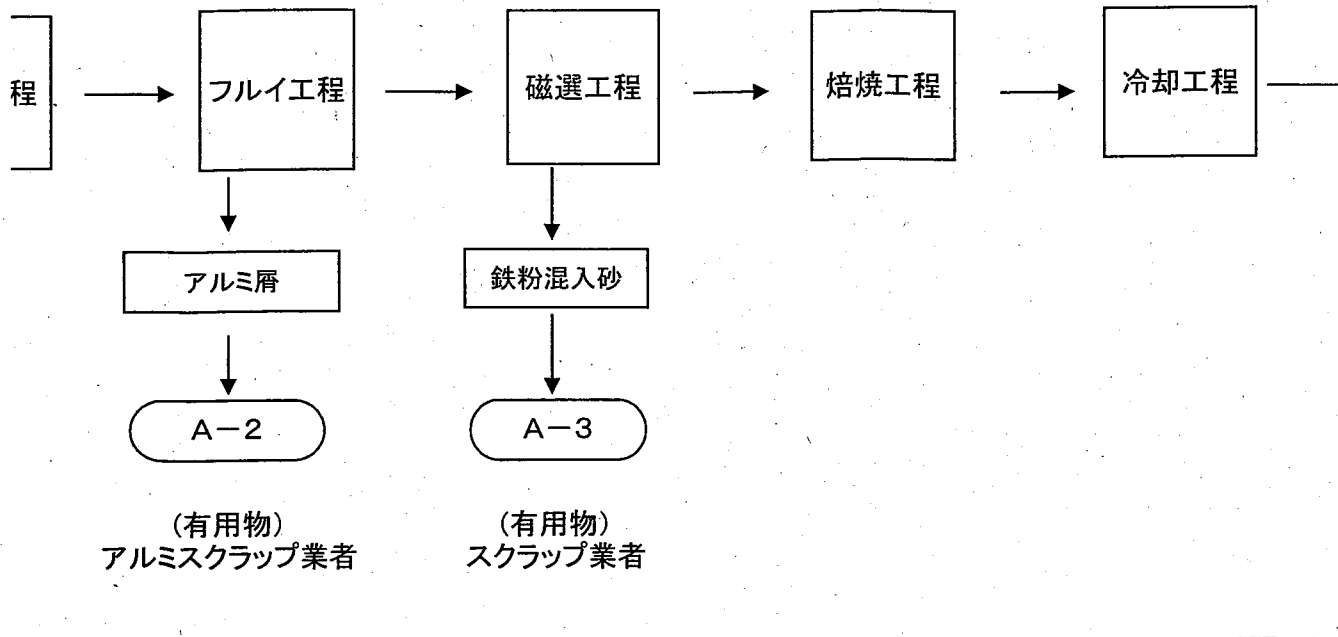 程
フルイ工程
磁選工程
焙焼工程
冷却工程
アルミ屑
鉄粉混入砂
A−2
A−3
(有用物)
アルミスクラップ業者
(有用物)
スクラップ業者